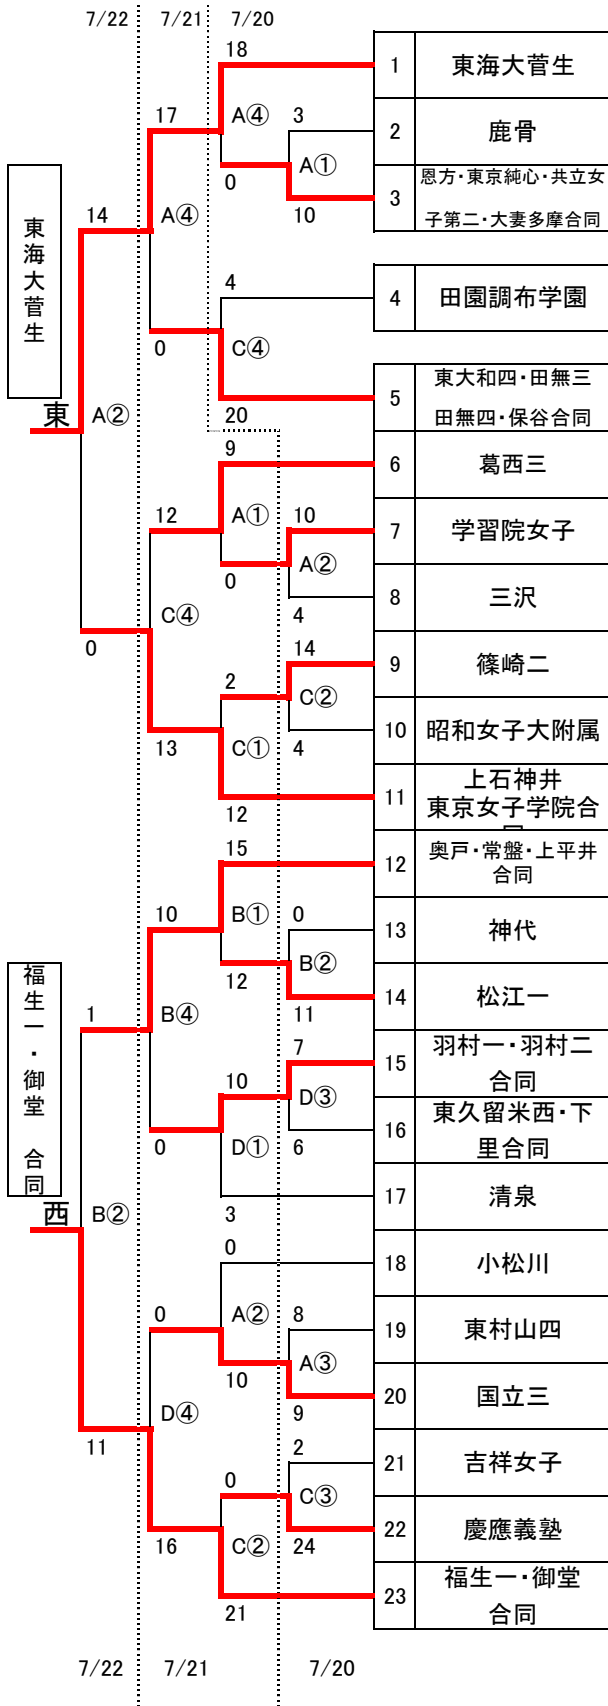 7/22
7/21
7/20
18
1
東海大菅生
17
A④
3
2
鹿骨
A①
恩方・東京純心・共立女
3
子第二・大妻多摩合同
0
10
14
A④
東海大菅生
4
4
田園調布学園
0
C④
東大和四・田無三
5
田無四・保谷合同
東
A②
20
9
6
葛西三
12
A①
10
7
学習院女子
A②
0
8
三沢
4
C④
0
14
9
篠崎二
2
C②
10
昭和女子大附属
13
C①
4
上石神井
11
東京女子学院合
12
15
12
奥戸・常盤・上平井
合同
10
B①
0
13
神代
B②
12
14
松江一
11
福生一・御堂 合同
1
B④
7
15
羽村一・羽村二
合同
10
D③
0
D①
6
16
東久留米西・下
里合同
3
17
清泉
西
B②
0
18
小松川
0
A②
8
19
東村山四
A③
10
20
国立三
9
D④
11
2
21
吉祥女子
0
C③
22
慶應義塾
16
C②
24
福生一・御堂
23
合同
21
7/22
7/21
7/20